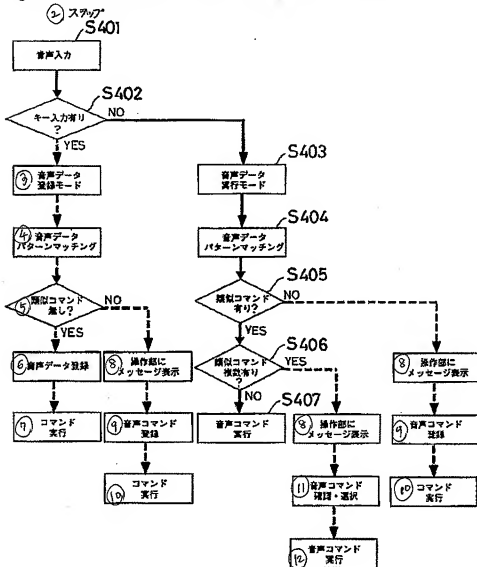 ② ステップ
S401
音声入力
S402
キー入力有り
?
NO
YES
S403
③ 音声データ
登録モード
音声データ
実行モード
S404
④ 音声データ
パターンマッチング
音声データ
パターンマッチング
S405
⑤ 類似コマンド
無し?
NO
YES
類似コマンド
有り?
NO
YES
S406
⑥ 音声データ登録
⑧ 操作部に
メッセージ表示
類似コマンド
複数有り
?
YES
NO
⑧ 操作部に
メッセージ表示
S407
⑦ コマンド
実行
⑨ 音声コマンド
登録
音声コマンド
実行
⑧ 操作部に
メッセージ表示
⑨ 音声コマンド
登録
⑩ コマンド
実行
⑪ 音声コマンド
確認・選択
⑩ コマンド
実行
⑫ 音声コマンド
実行